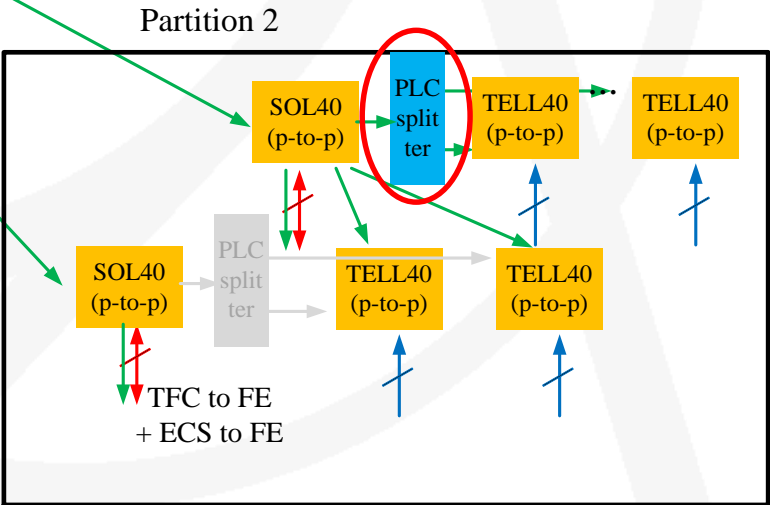 Partition 2
SOL40
(p-to-p)
PLC
split
ter
TELL40
(p-to-p)
...
TELL40
(p-to-p)
SOL40
(p-to-p)
PLC
split
ter
TELL40
(p-to-p)
TELL40
(p-to-p)
TFC to FE
+ ECS to FE